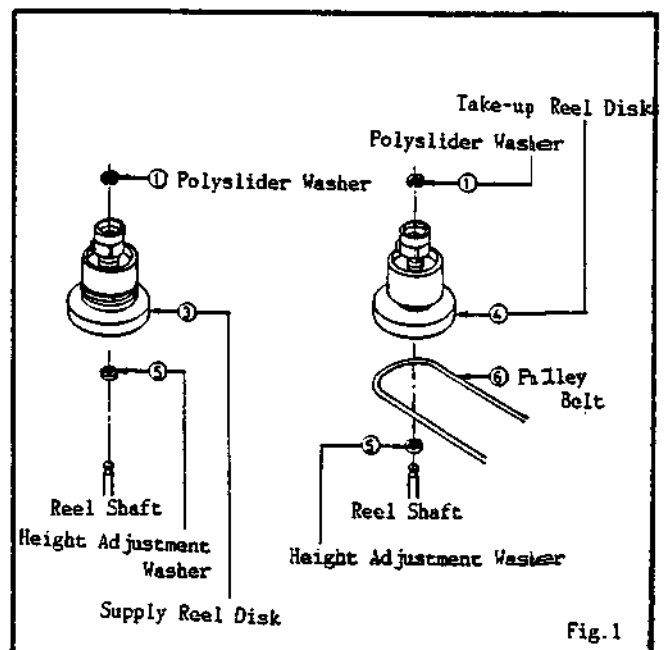 Take-up Reel Disk
Polyslider Washer
① Polyslider Washer
①
③
④
⑤
⑥ Pulley
Belt
⑤
Reel Shaft
Height Adjustment
Washer
Supply Reel Disk
Reel Shaft
Height Adjustment Washer
Fig.1